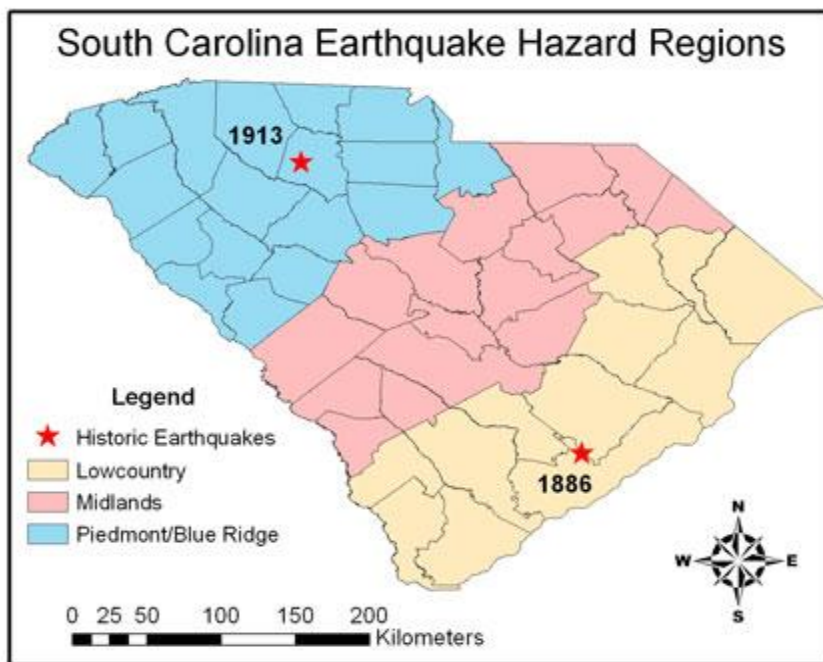 South Carolina Earthquake Hazard Regions
1913
Legend
Historic Earthquakes
Lowcountry
Midlands
Piedmont/Blue Ridge
1886
N
W E
S
0 25 50 100 150 200
Kilometers